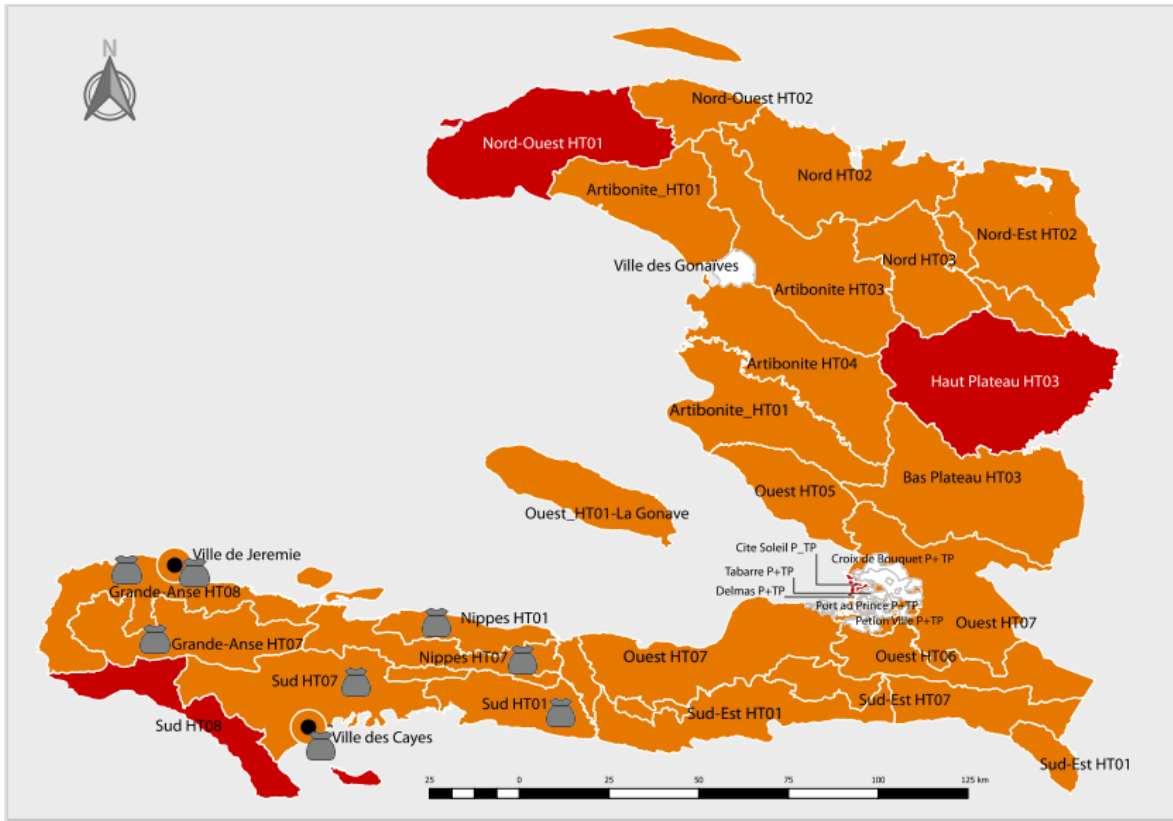 N
Nord-Ouest HT02
Nord-Ouest HT01
Nord HT02
Artibonite_HT01
Nord-Est HT02
Nord HT03
Ville des Gonaïves
Artibonite HT03
Artibonite HT04
Haut Plateau HT03
Artibonite_HT01
Bas Plateau HT03
Ouest HT05
Ouest_HT01-La Gonave
Cite Soleil P_TP
Croix de Bouquet P+ TP
Ville de Jeremie
Tabarre P+TP
Delmas P+TP
Grande-Anse HT08
Port au Prince P+TP
Nippes HT01
Petion Ville P+TP
Ouest HT07
Grande-Anse HT07
Nippes HT07
Ouest HT07
Ouest HT06
Sud HT07
Sud HT01
Sud-Est HT07
Sud-Est HT01
Sud HT08
Ville des Cayes
Sud-Est HT01
25 0 25 50 75 100 125 km